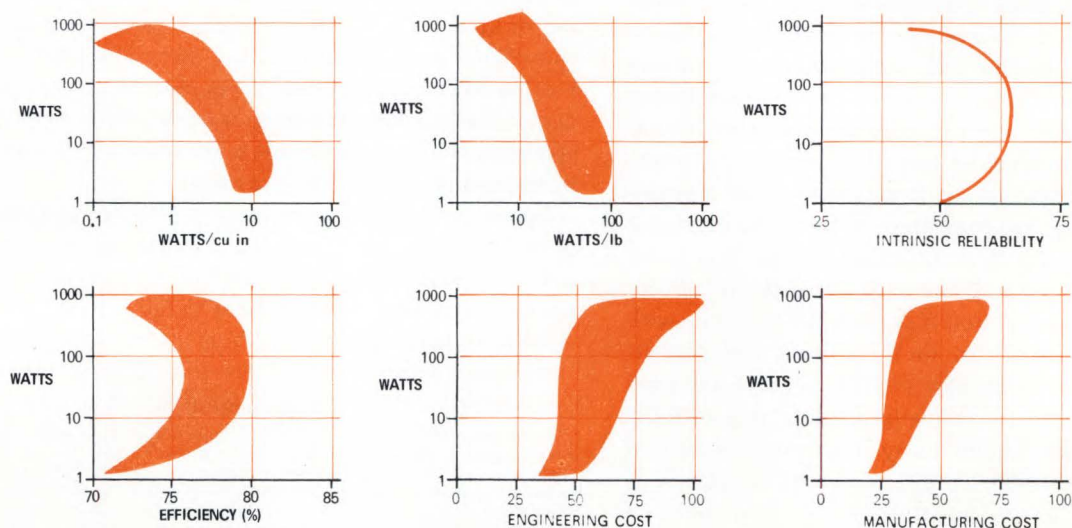 1000
100
WATTS
10
1
0.1 1 10 100
WATTS/cu in
1000
100
WATTS
10
1
10 100 1000
WATTS/lb
1000
100
WATTS
10
1
25 50 75
INTRINSIC RELIABILITY
1000
100
WATTS
10
1
70 75 80 85
EFFICIENCY (%)
1000
100
WATTS
10
1
0 25 50 75 100
ENGINEERING COST
1000
100
WATTS
10
1
0 25 50 75 100
MANUFACTURING COST